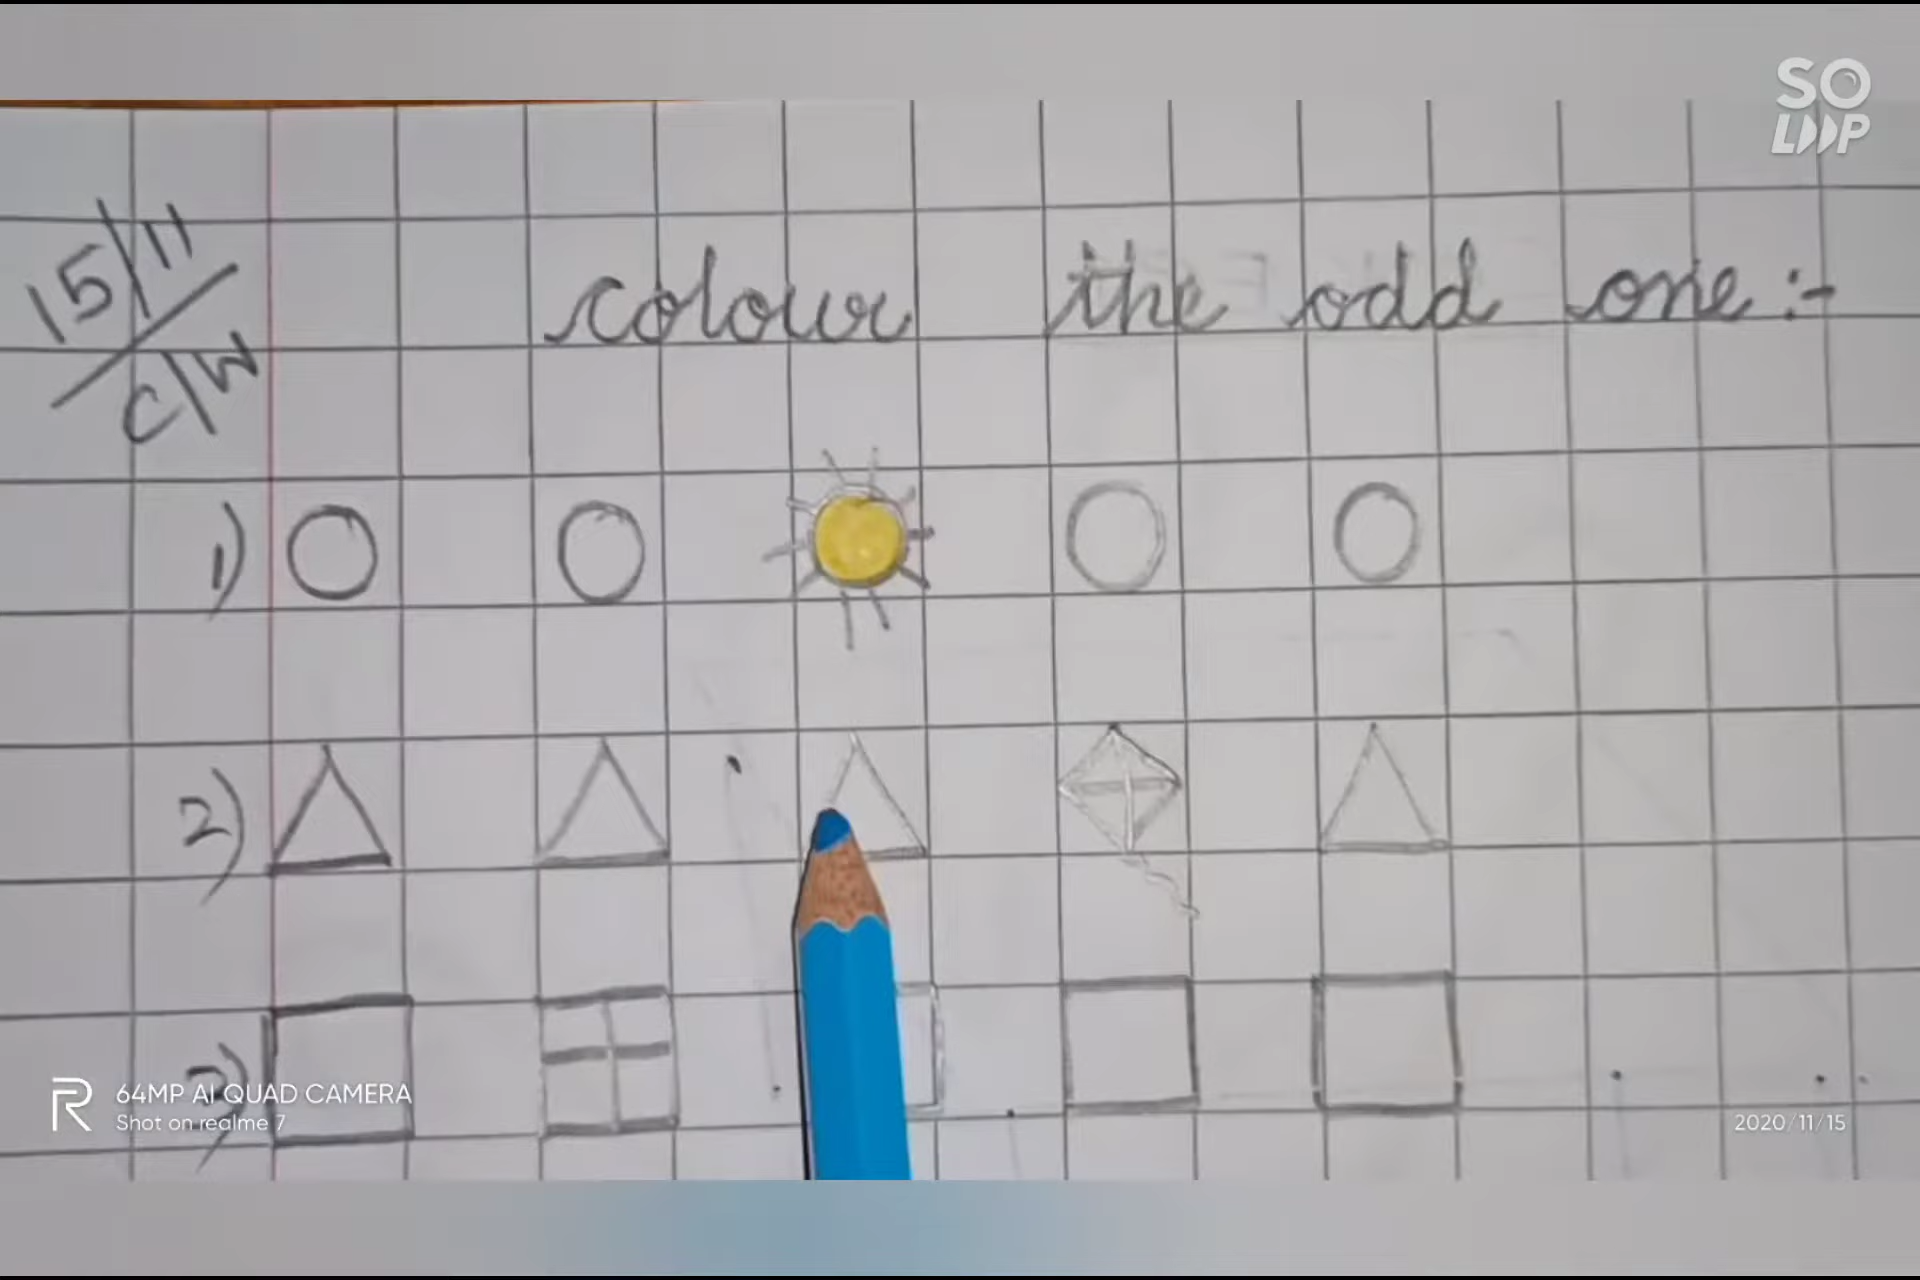 SO
LOOP
15/11
C/W
colour the odd one :-
1)
2)
3)
64MP AI QUAD CAMERA
Shot on realme 7
2020/11/15